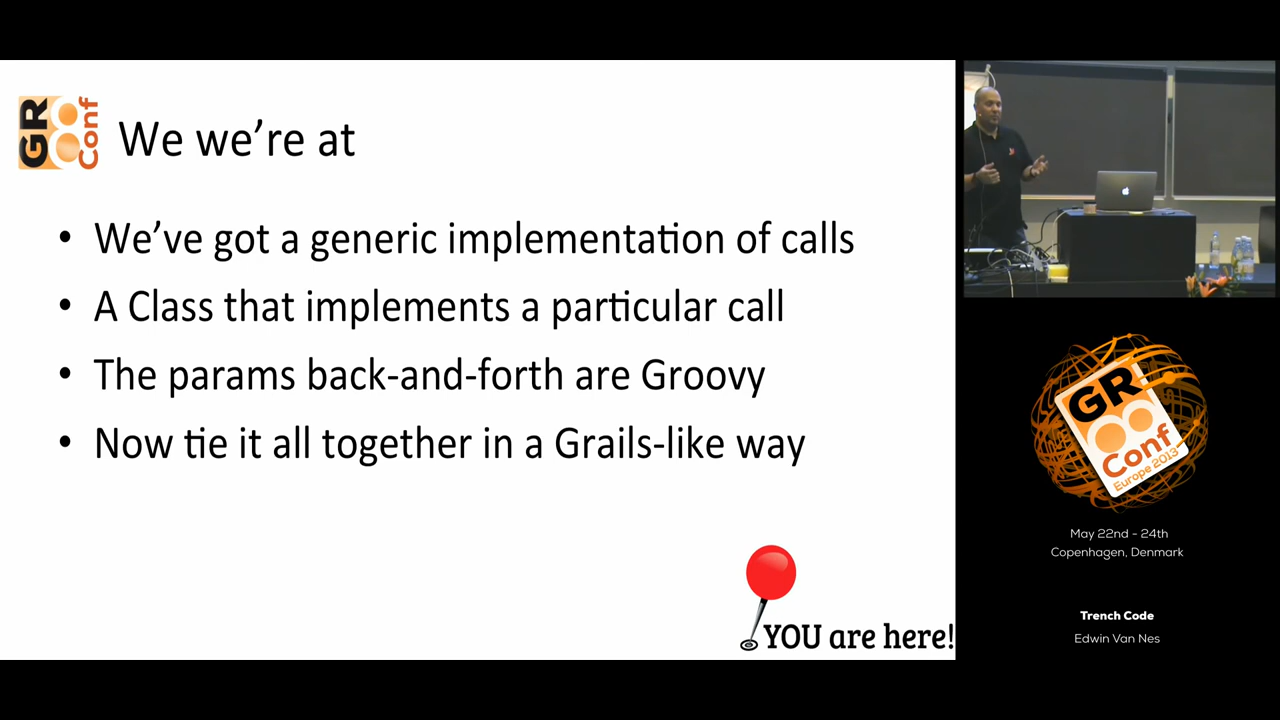 GR
Conf
We we’re at
• We’ve got a generic implementation of calls
• A Class that implements a particular call
• The params back-and-forth are Groovy
• Now tie it all together in a Grails-like way
YOU are here!
GR
Conf
Europe 2013
May 22nd - 24th
Copenhagen, Denmark
Trench Code
Edwin Van Nes